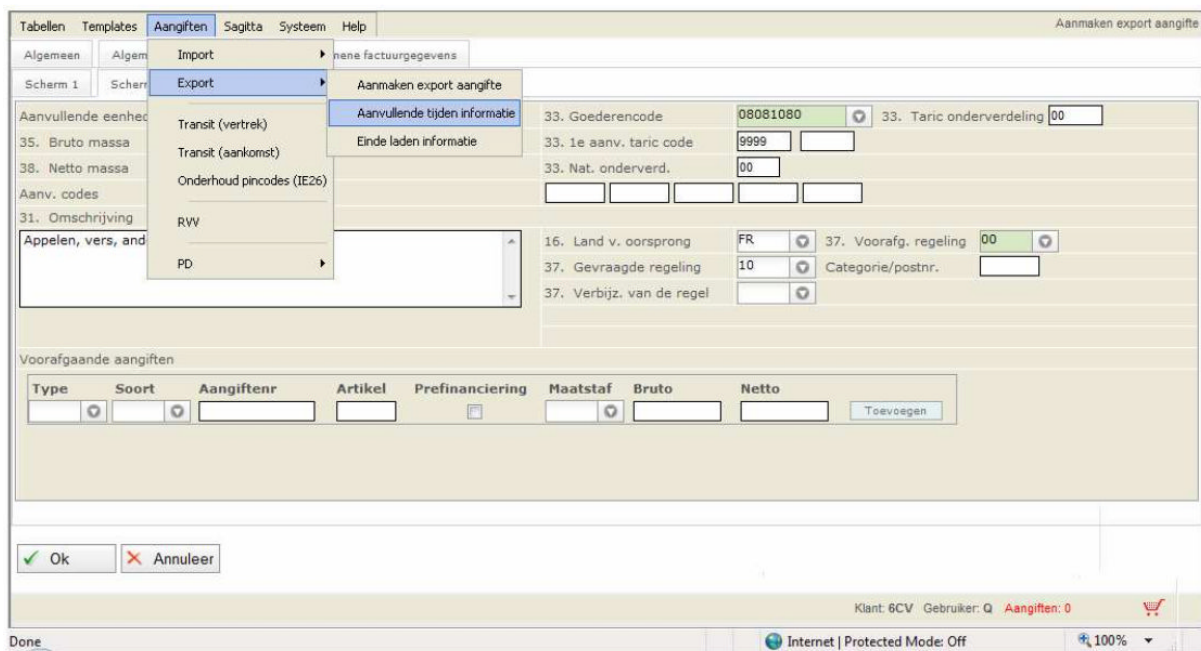 Tabellen Templates Aangiften Sagitta Systeem Help Aanmaken export aangifte
Algemeen Algem nene factuurgegevens
Import
Scherm 1 Scher
Export
Aanmaken export aangifte
Aanvullende tijden informatie
Einde laden informatie
Transit (vertrek)
Transit (aankomst)
Onderhoud pincodes (IE26)
RVV
PD
Aanvullende eenhed 33. Goederencode 08081080 33. Taric onderverdeling 00
35. Bruto massa 33. 1e aanv. taric code 9999
38. Netto massa 33. Nat. onderverd. 00
Aanv. codes
31. Omschrijving
Appelen, vers, and 16. Land v. oorsprong FR 37. Voorafg. regeling 00
37. Gevraagde regeling 10 Categorie/postnr.
37. Verbijz. van de regel
Voorafgaande aangiften
Type Soort Aangiftenr Artikel Prefinanciering Maatstaf Bruto Netto
Toevoegen
Ok Annuleer
Klant: 6CV Gebruiker: Q Aangiften: 0
Done Internet | Protected Mode: Off 100%